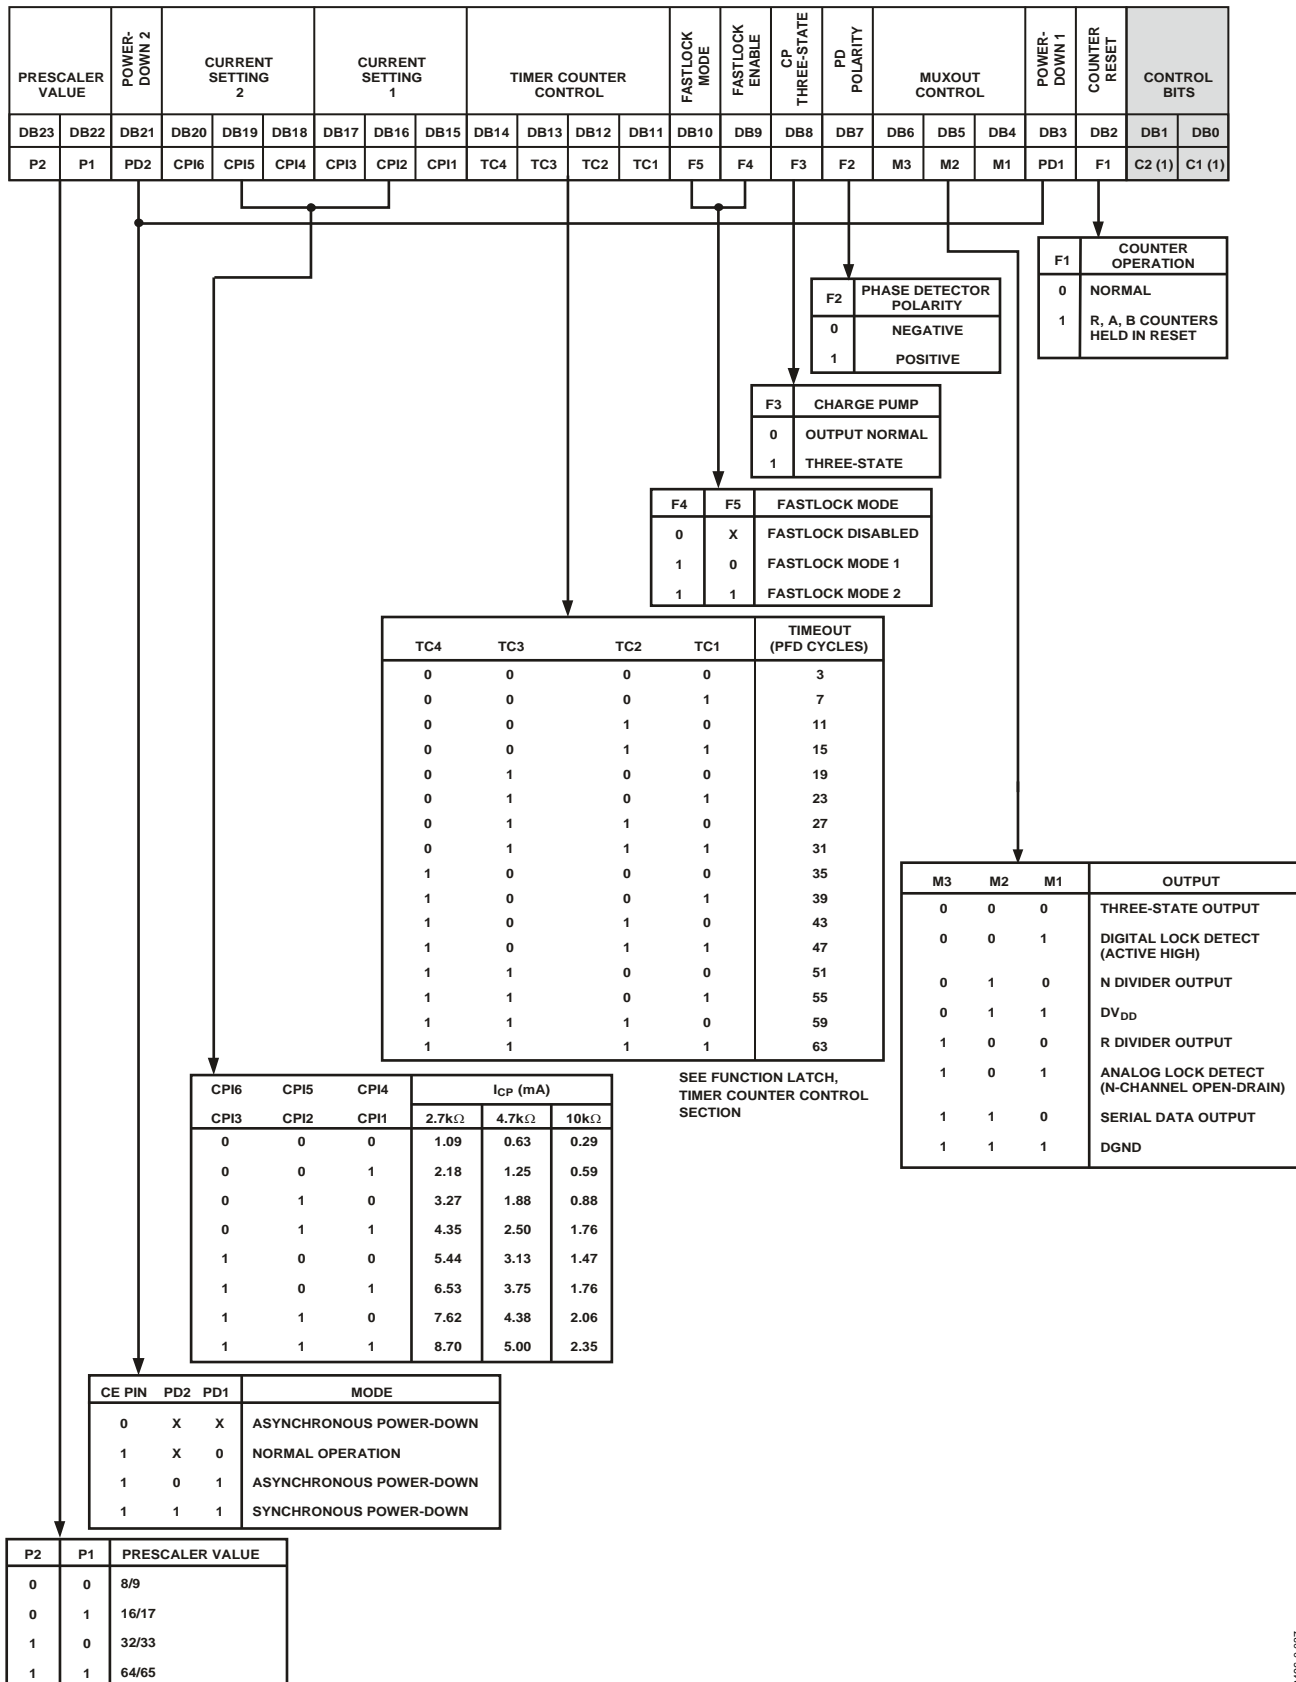 PRESCALER VALUE
POWER-DOWN 2
CURRENT SETTING 2
CURRENT SETTING 1
TIMER COUNTER CONTROL
FASTLOCK MODE
FASTLOCK ENABLE
CP THREE-STATE
PD POLARITY
MUXOUT CONTROL
POWER-DOWN 1
COUNTER RESET
CONTROL BITS
DB23 DB22 DB21 DB20 DB19 DB18 DB17 DB16 DB15 DB14 DB13 DB12 DB11 DB10 DB9 DB8 DB7 DB6 DB5 DB4 DB3 DB2 DB1 DB0
P2 P1 PD2 CPI6 CPI5 CPI4 CPI3 CPI2 CPI1 TC4 TC3 TC2 TC1 F5 F4 F3 F2 M3 M2 M1 PD1 F1 C2 (1) C1 (1)
F1 COUNTER OPERATION
0 NORMAL
1 R, A, B COUNTERS
HELD IN RESET
F2 PHASE DETECTOR POLARITY
0 NEGATIVE
1 POSITIVE
F3 CHARGE PUMP
0 OUTPUT NORMAL
1 THREE-STATE
F4 F5 FASTLOCK MODE
0 X FASTLOCK DISABLED
1 0 FASTLOCK MODE 1
1 1 FASTLOCK MODE 2
TC4 TC3 TC2 TC1 TIMEOUT (PFD CYCLES)
0 0 0 0 3
0 0 0 1 7
0 0 1 0 11
0 0 1 1 15
0 1 0 0 19
0 1 0 1 23
0 1 1 0 27
0 1 1 1 31
1 0 0 0 35
1 0 0 1 39
1 0 1 0 43
1 0 1 1 47
1 1 0 0 51
1 1 0 1 55
1 1 1 0 59
1 1 1 1 63
SEE FUNCTION LATCH,
TIMER COUNTER CONTROL
SECTION
M3 M2 M1 OUTPUT
0 0 0 THREE-STATE OUTPUT
0 0 1 DIGITAL LOCK DETECT
(ACTIVE HIGH)
0 1 0 N DIVIDER OUTPUT
0 1 1 DVDD
1 0 0 R DIVIDER OUTPUT
1 0 1 ANALOG LOCK DETECT
(N-CHANNEL OPEN-DRAIN)
1 1 0 SERIAL DATA OUTPUT
1 1 1 DGND
CPI6 CPI5 CPI4 ICP (mA)
CPI3 CPI2 CPI1 2.7kΩ 4.7kΩ 10kΩ
0 0 0 1.09 0.63 0.29
0 0 1 2.18 1.25 0.59
0 1 0 3.27 1.88 0.88
0 1 1 4.35 2.50 1.76
1 0 0 5.44 3.13 1.47
1 0 1 6.53 3.75 1.76
1 1 0 7.62 4.38 2.06
1 1 1 8.70 5.00 2.35
CE PIN PD2 PD1 MODE
0 X X ASYNCHRONOUS POWER-DOWN
1 X 0 NORMAL OPERATION
1 0 1 ASYNCHRONOUS POWER-DOWN
1 1 1 SYNCHRONOUS POWER-DOWN
P2 P1 PRESCALER VALUE
0 0 8/9
0 1 16/17
1 0 32/33
1 1 64/65